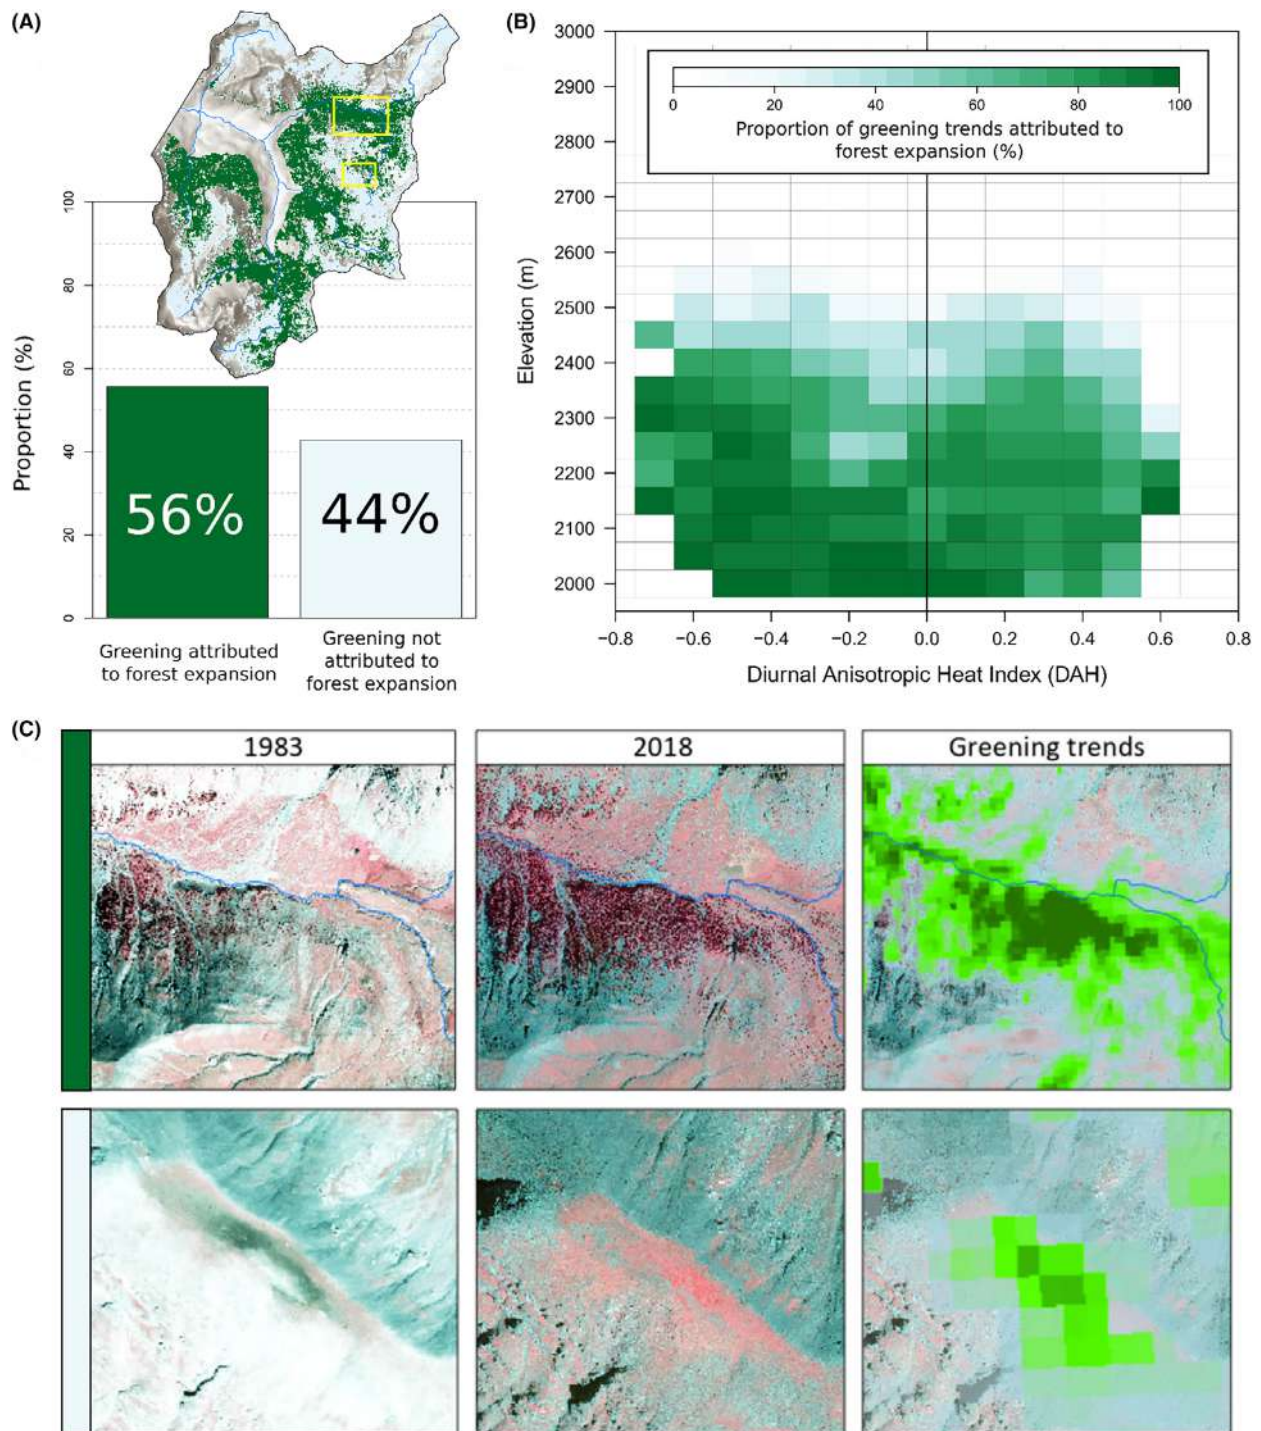 (A)
Proportion (%)
100
80
60
40
20
0
56%
44%
Greening attributed
to forest expansion
Greening not
attributed to
forest expansion
(B)
Elevation (m)
3000
2900
2800
2700
2600
2500
2400
2300
2200
2100
2000
0 20 40 60 80 100
Proportion of greening trends attributed to
forest expansion (%)
−0.8 −0.6 −0.4 −0.2 0.0 0.2 0.4 0.6 0.8
Diurnal Anisotropic Heat Index (DAH)
(C)
1983
2018
Greening trends